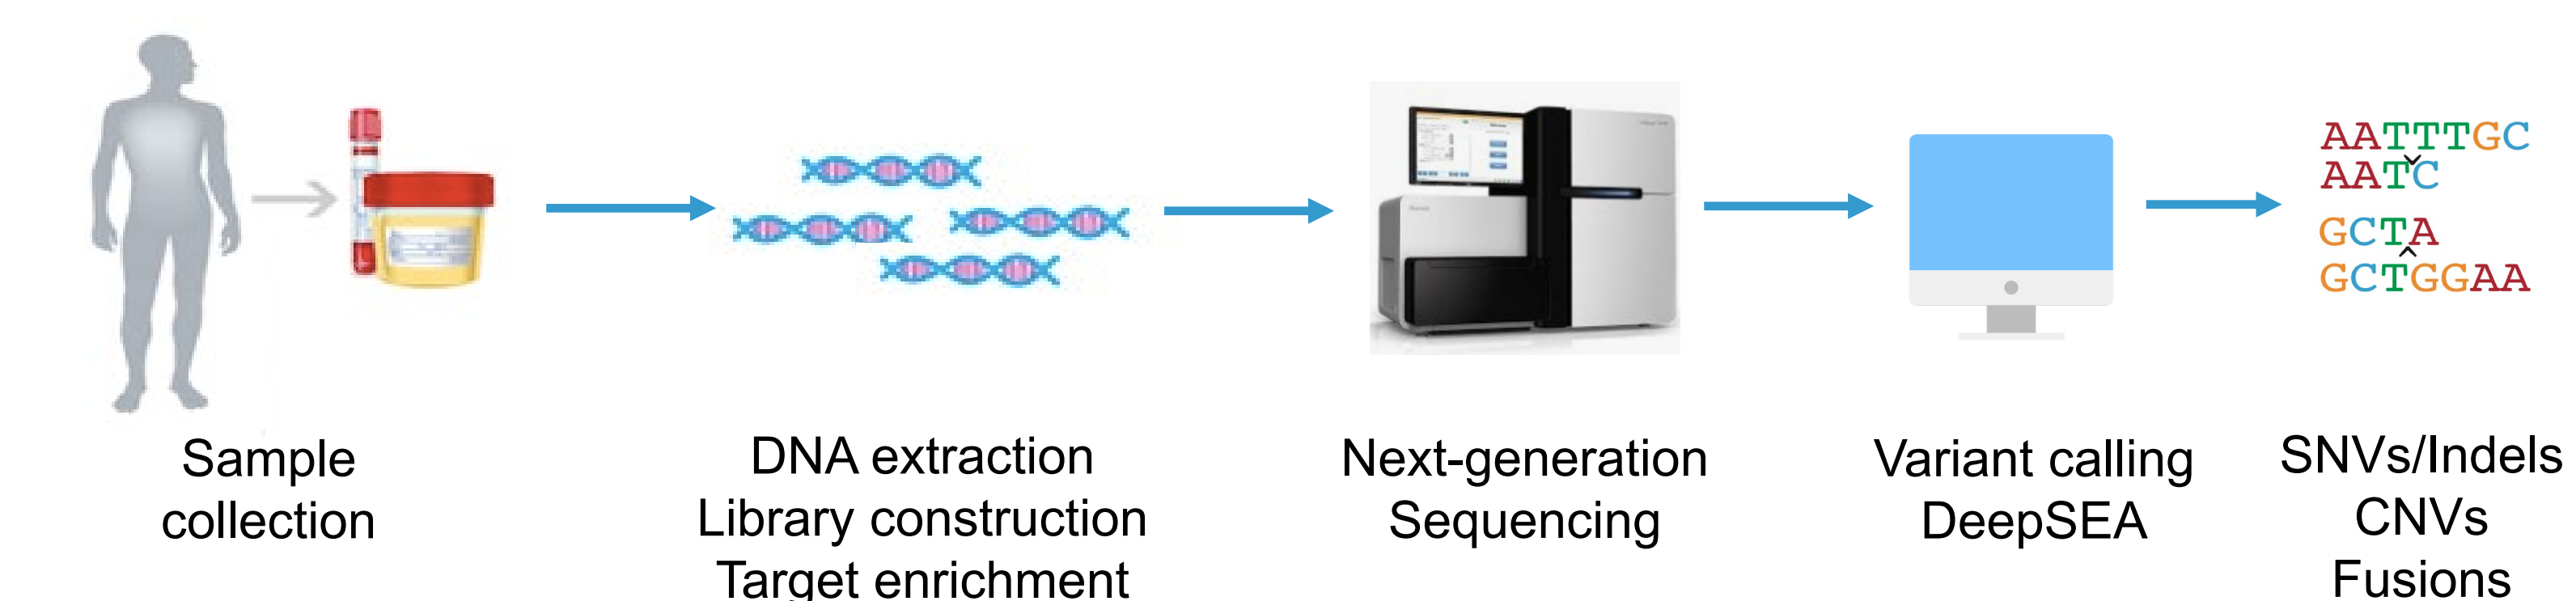 Sample
collection
DNA extraction
Library construction
Target enrichment
Next-generation
Sequencing
Variant calling
DeepSEA
AATTTGC
AATC
GCTA
GCTGGAA
SNVs/Indels
CNVs
Fusions